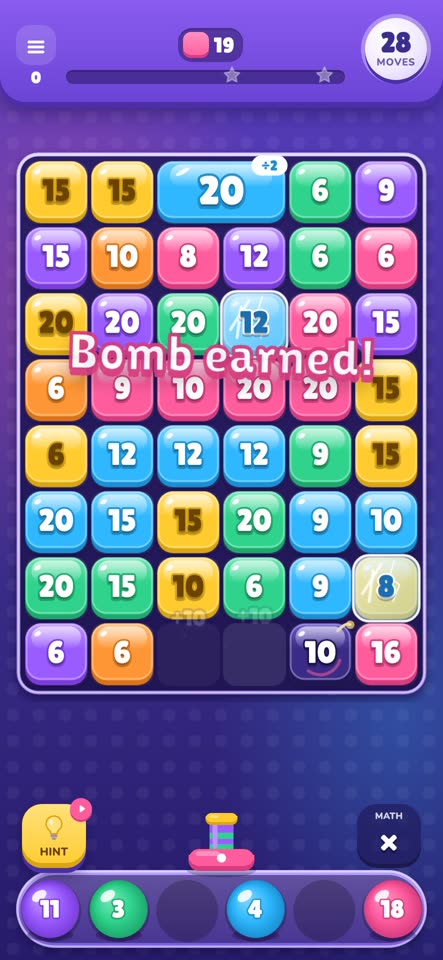 19
28
MOVES
0
÷2
15 15 20 6 9
15 10 8 12 6 6
20 20 20 12 20 15
Bomb earned!
6 9 10 20 20 15
6 12 12 12 9 15
20 15 15 20 9 10
20 15 10 6 9 8
+10 +10
6 6 10 16
HINT
MATH
×
11 3 4 18